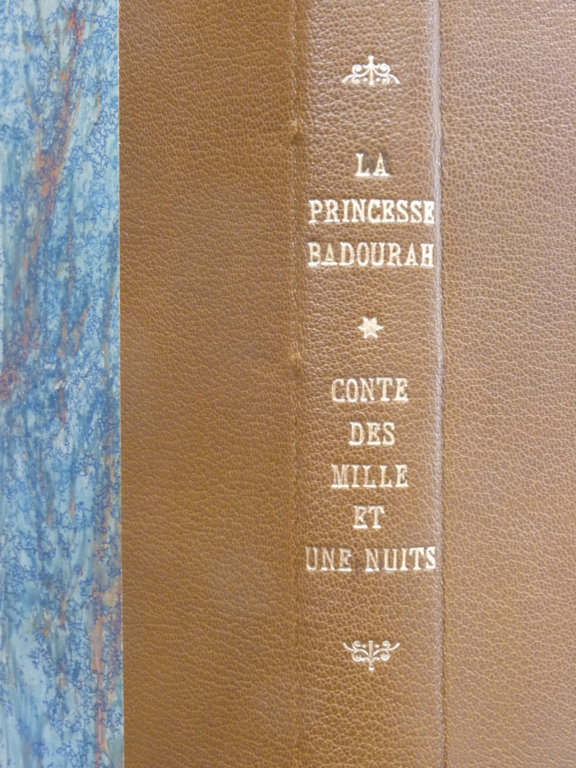 LA
PRINCESSE
BADOURAH
CONTE
DES
MILLE
ET
UNE NUITS